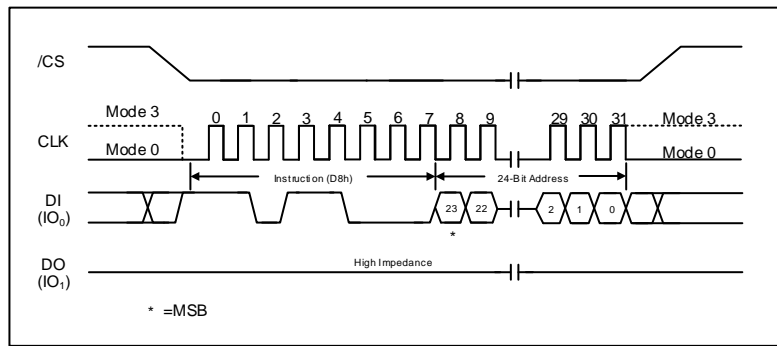 /CS
Mode 3
0 1 2 3 4 5 6 7 8 9 29 30 31
Mode 3
CLK
Mode 0
Mode 0
Instruction (D8h)
24-Bit Address
DI
(IO₀)
23 22 2 1 0
*
DO
(IO₁)
High Impedance
* =MSB